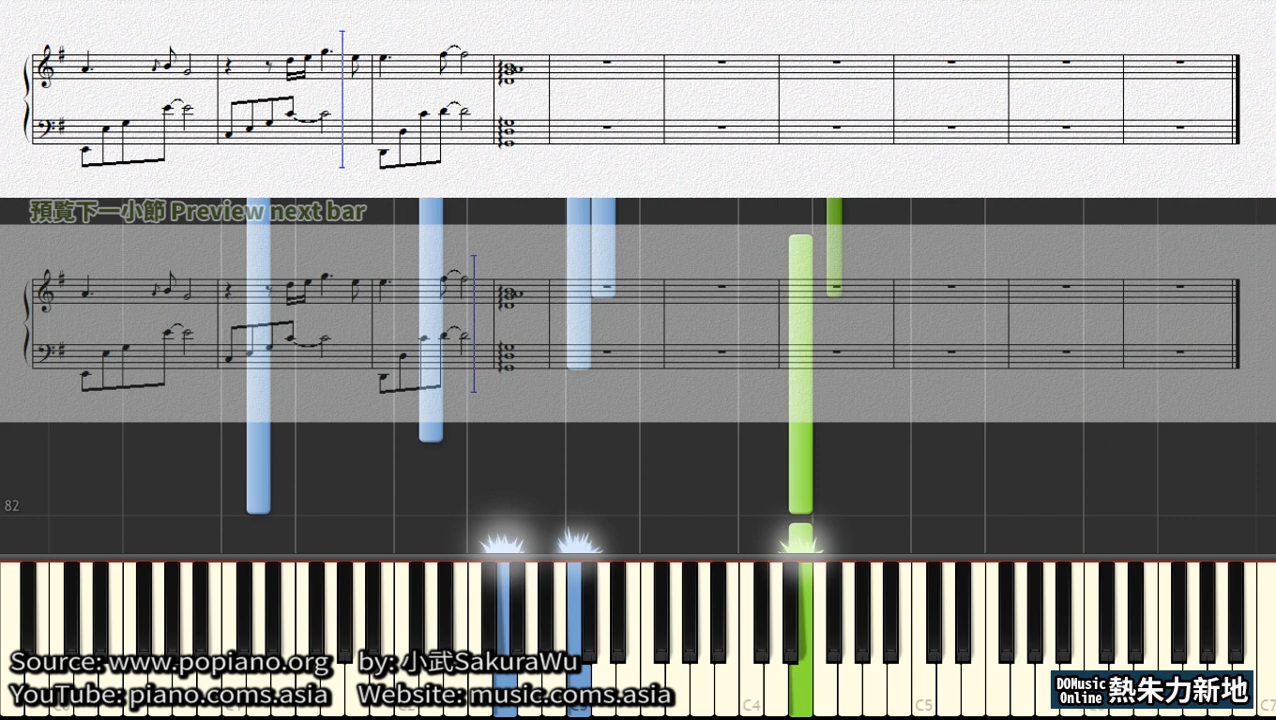 預覧下一小節 Preview next bar
82
Source: www.popiano.org by: 小武SakuraWu
YouTube: piano.coms.asia Website: music.coms.asia
DOMusic Online 熱朱力新地
C4
C5
C7